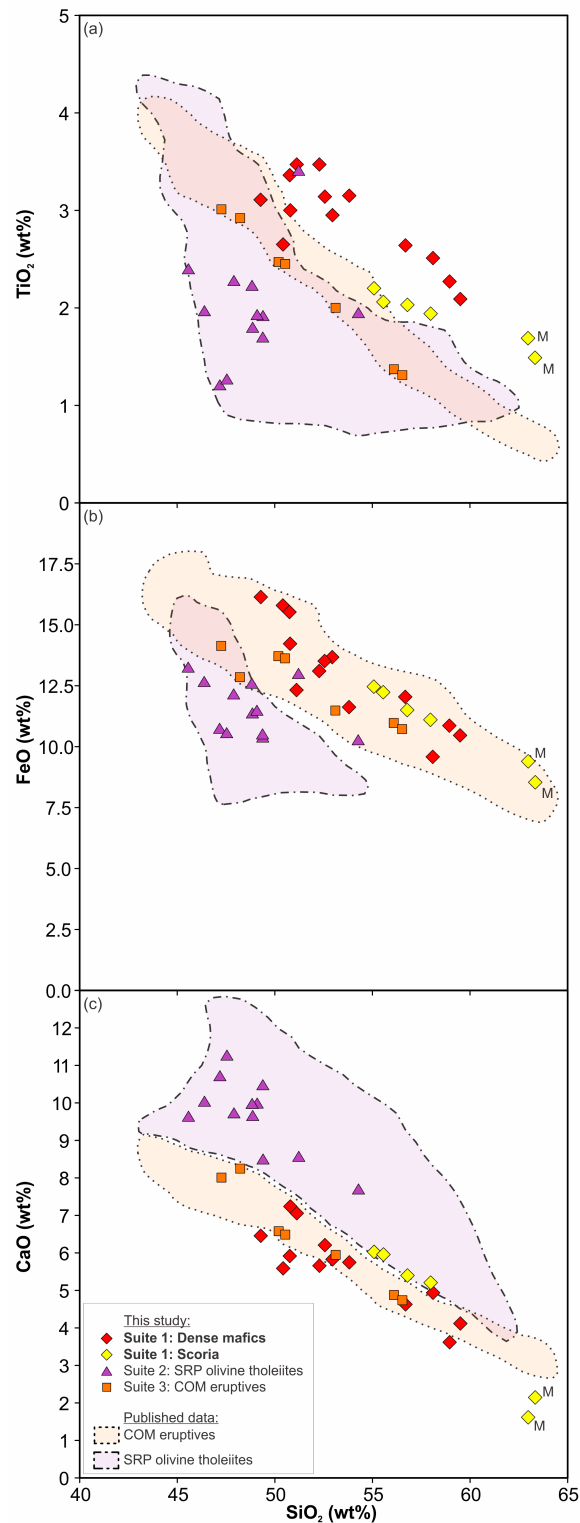 (a)
5
4
3
2
1
0
TiO₂ (wt%)
M
M
(b)
17.5
15.0
12.5
10.0
7.5
5.0
2.5
0.0
FeO (wt%)
M
M
(c)
12
11
10
9
8
7
6
5
4
3
2
1
0
CaO (wt%)
M
M
This study:
Suite 1: Dense mafics
Suite 1: Scoria
Suite 2: SRP olivine tholeiites
Suite 3: COM eruptives
Published data:
COM eruptives
SRP olivine tholeiites
40 45 50 55 60 65
SiO₂ (wt%)